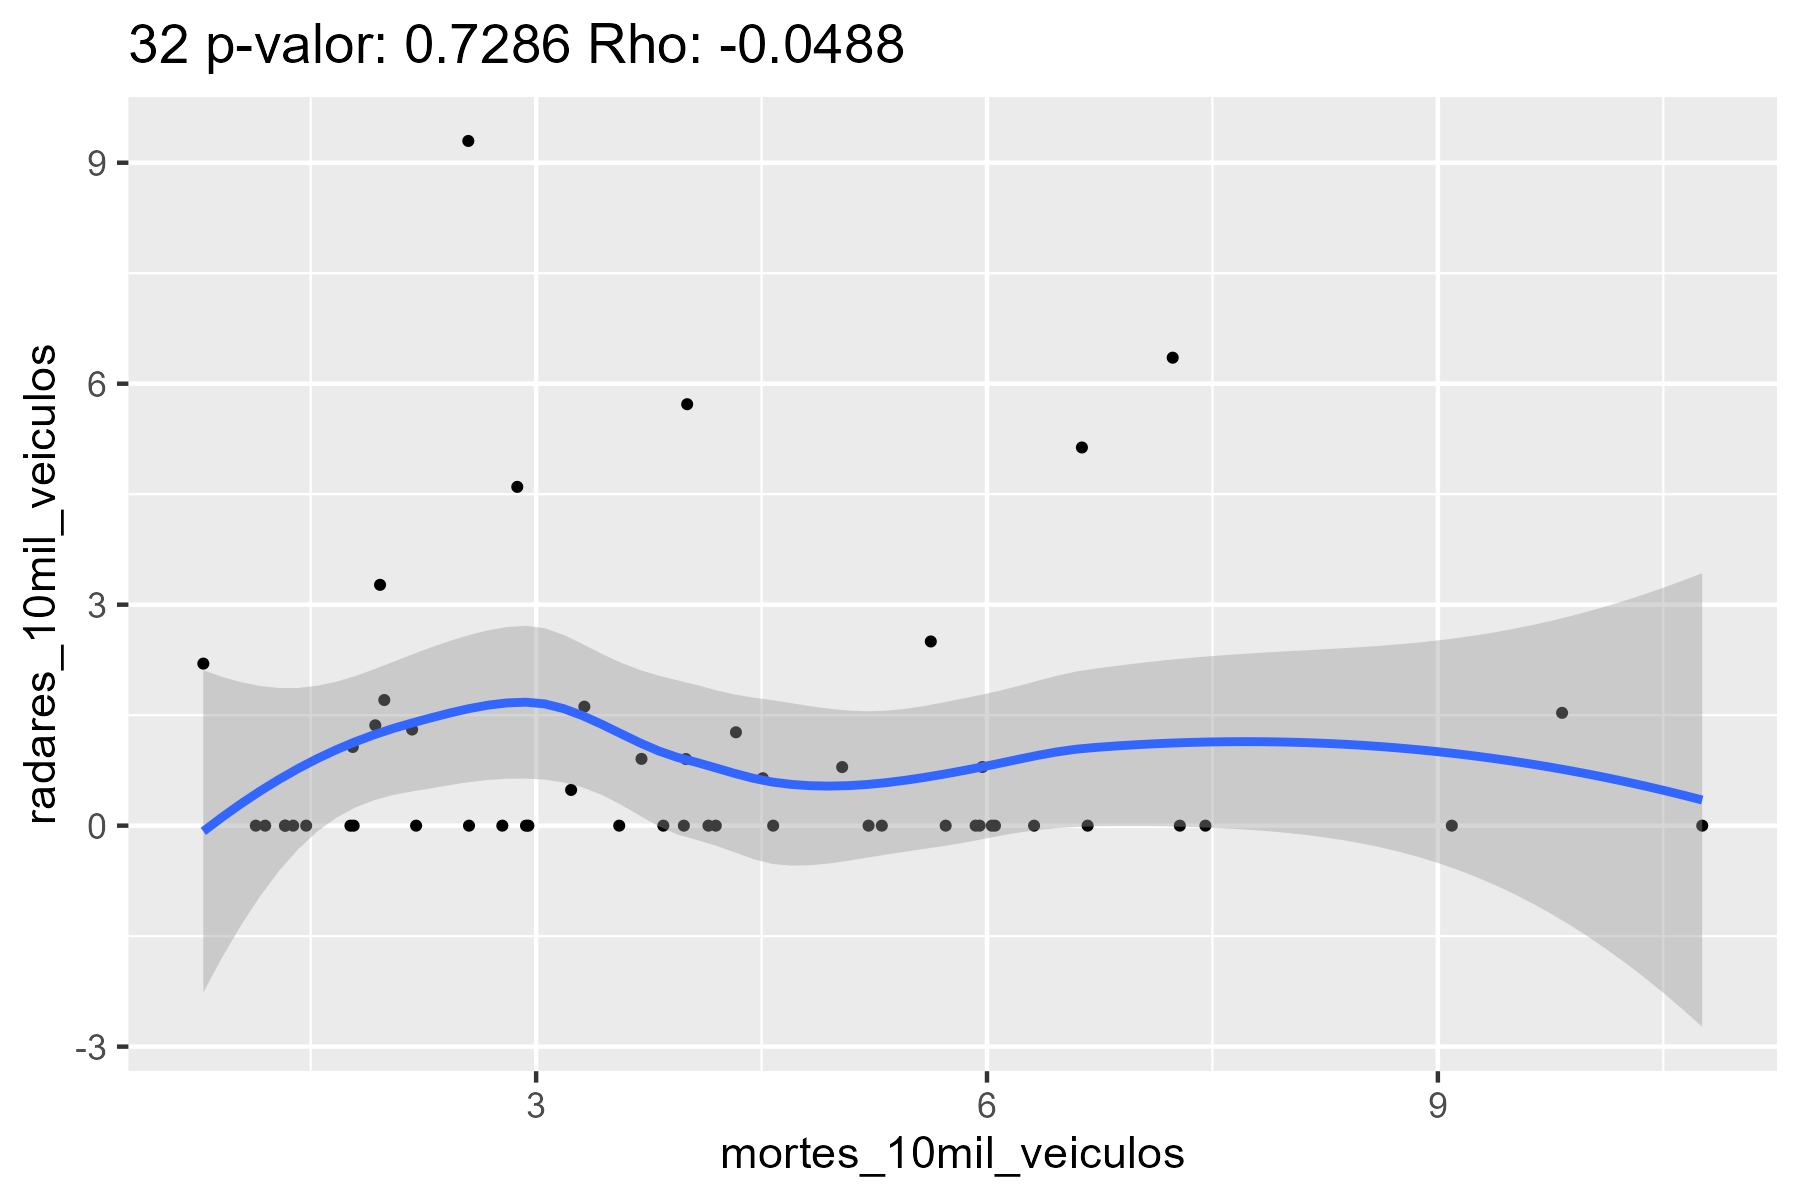 32 p-valor: 0.7286 Rho: -0.0488
radares_10mil_veiculos
9
6
3
0
-3
3
6
9
mortes_10mil_veiculos